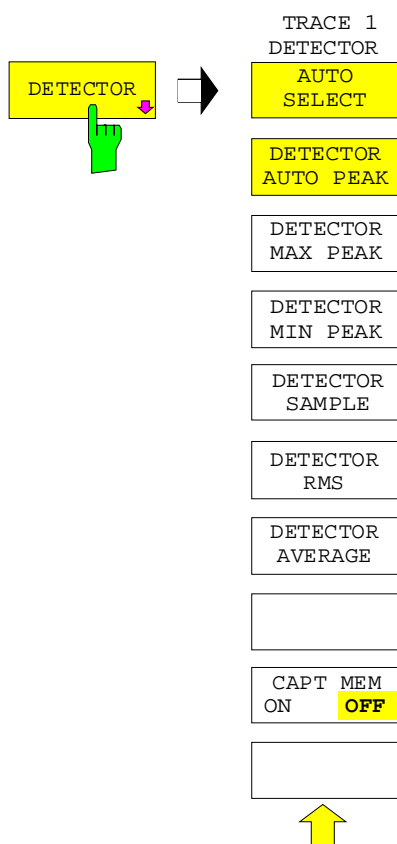 DETECTOR
TRACE 1
DETECTOR
AUTO
SELECT
DETECTOR
AUTO PEAK
DETECTOR
MAX PEAK
DETECTOR
MIN PEAK
DETECTOR
SAMPLE
DETECTOR
RMS
DETECTOR
AVERAGE
CAPT MEM
ON OFF